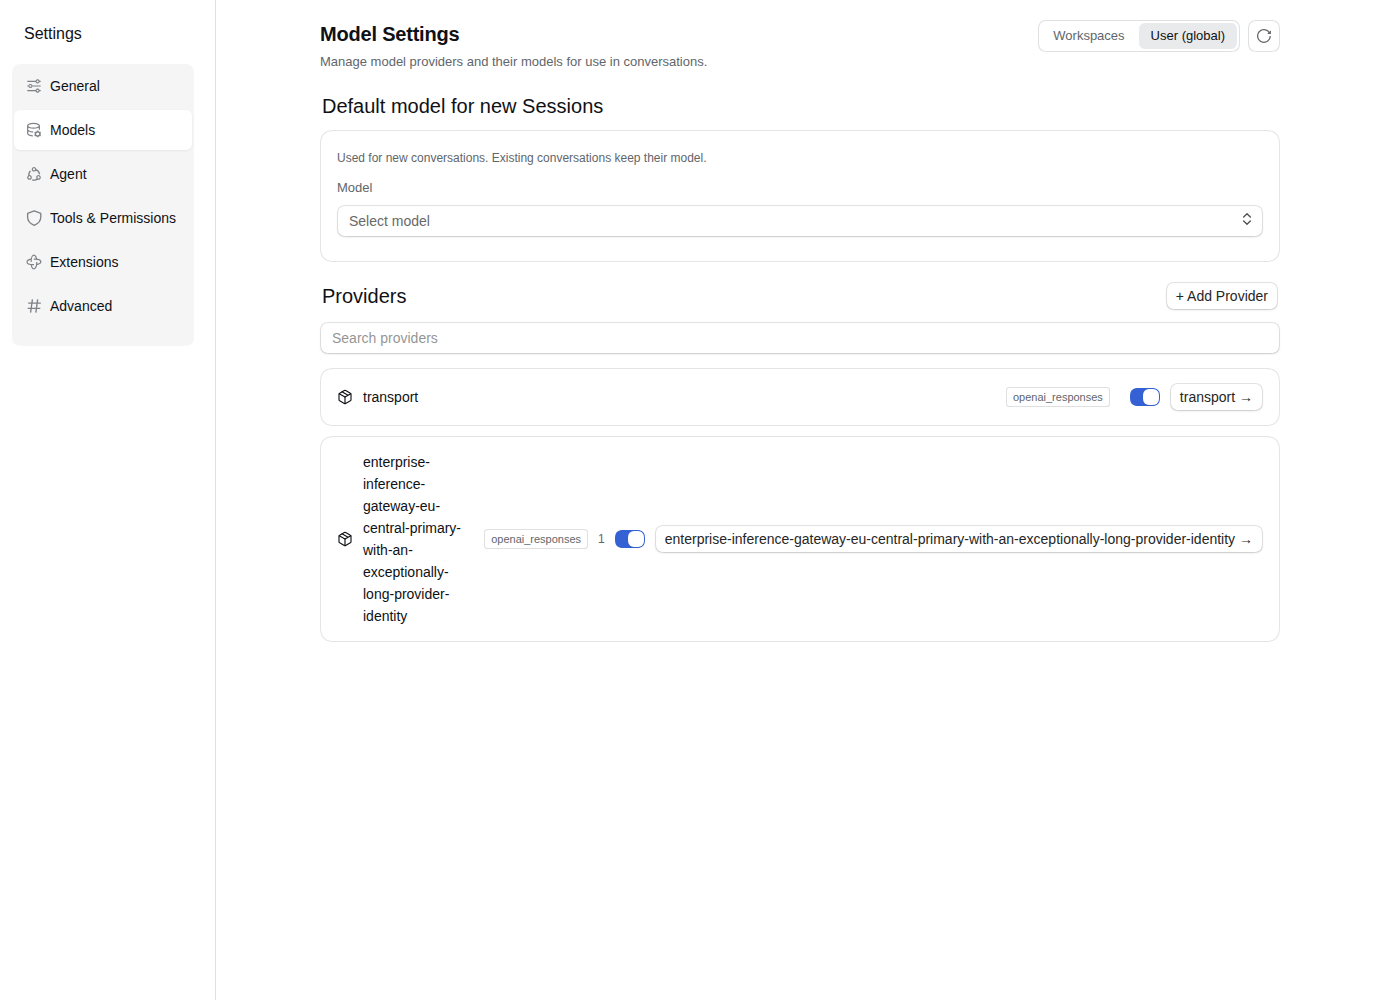 Settings
General
Models
Agent
Tools & Permissions
Extensions
Advanced
Model Settings
Manage model providers and their models for use in conversations.
Workspaces
User (global)
Default model for new Sessions
Used for new conversations. Existing conversations keep their model.
Model
Select model
Providers
+ Add Provider
Search providers
transport
openai_responses
transport →
enterprise-
inference-
gateway-eu-
central-primary-
with-an-
exceptionally-
long-provider-
identity
openai_responses
1
enterprise-inference-gateway-eu-central-primary-with-an-exceptionally-long-provider-identity →